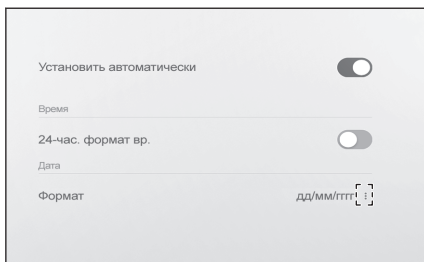 Установить автоматически
Время
24-час. формат вр.
Дата
Формат дд/мм/гггг